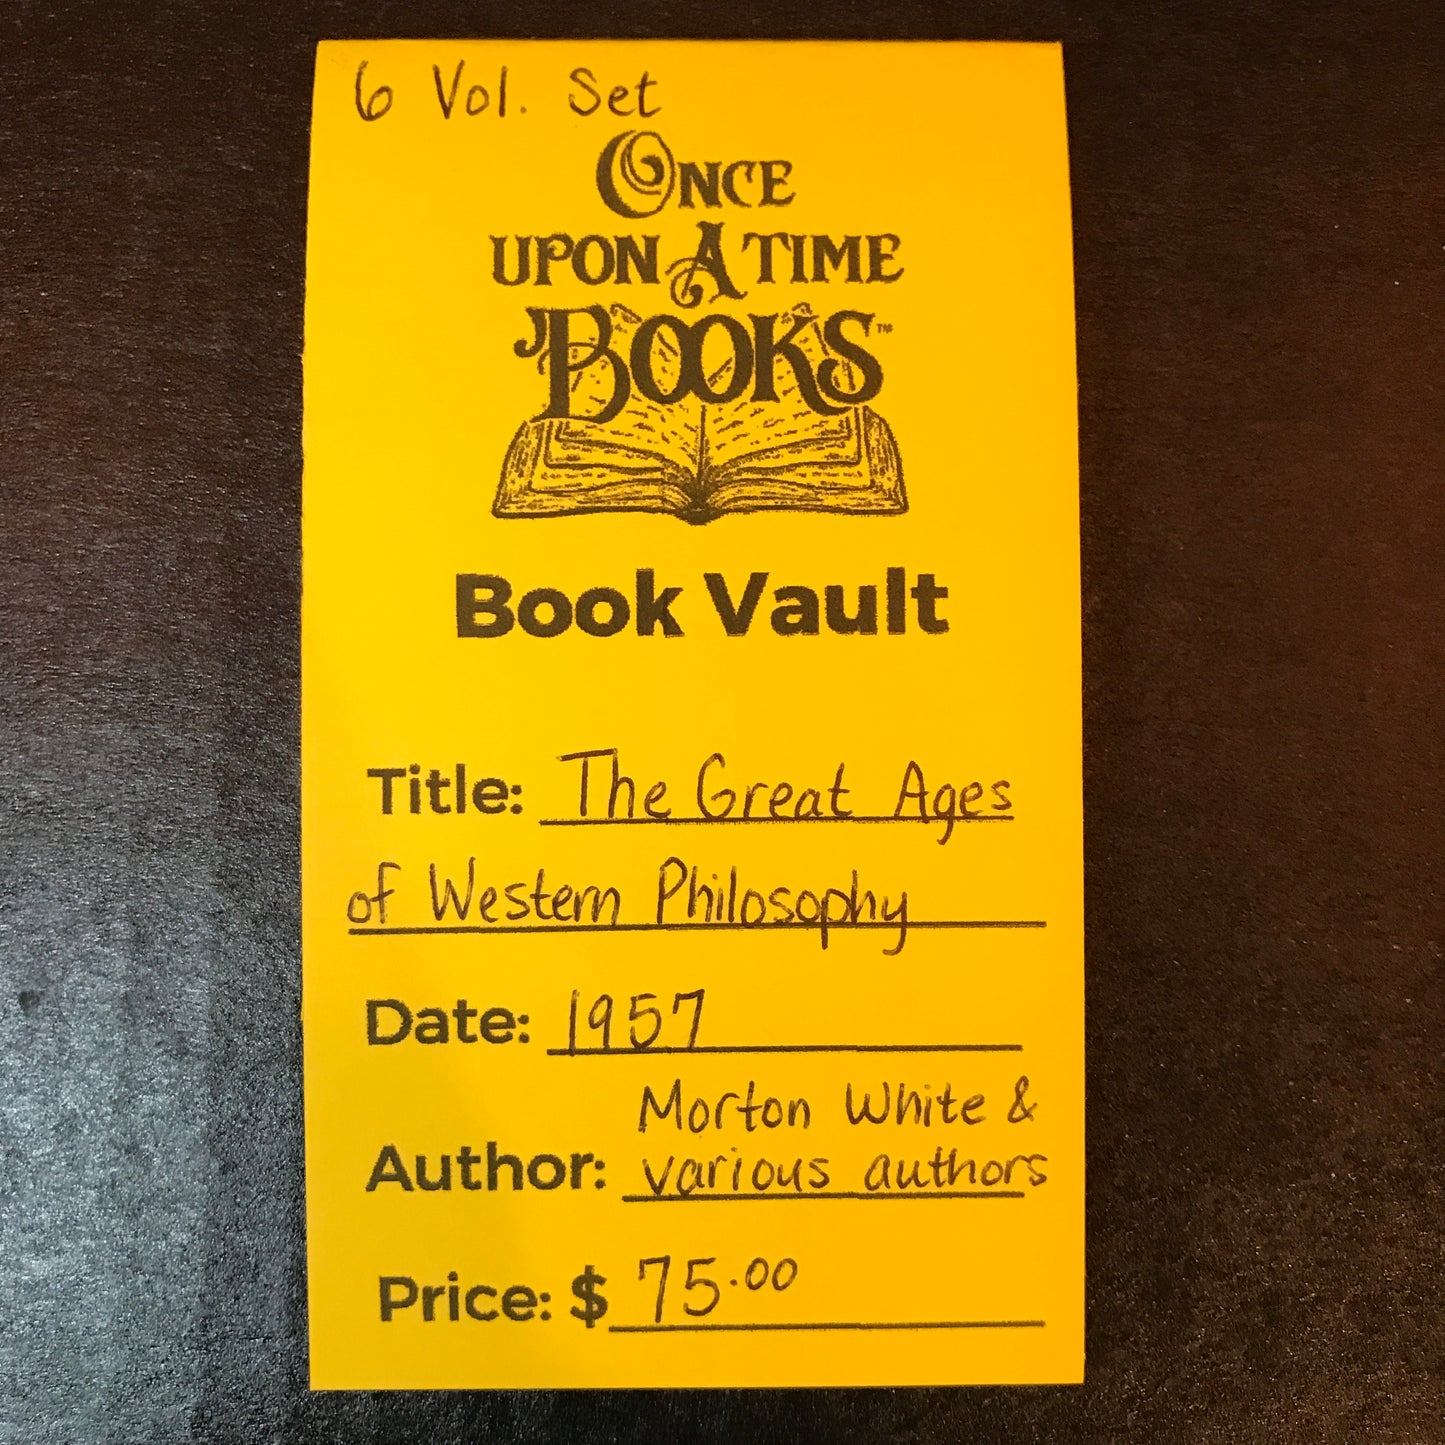 6 Vol. Set
ONCE
UPON A TIME
BOOKS™
Book Vault
Title: The Great Ages
of Western Philosophy
Date: 1957
Morton White &
Author: various authors
Price: $ 75.00